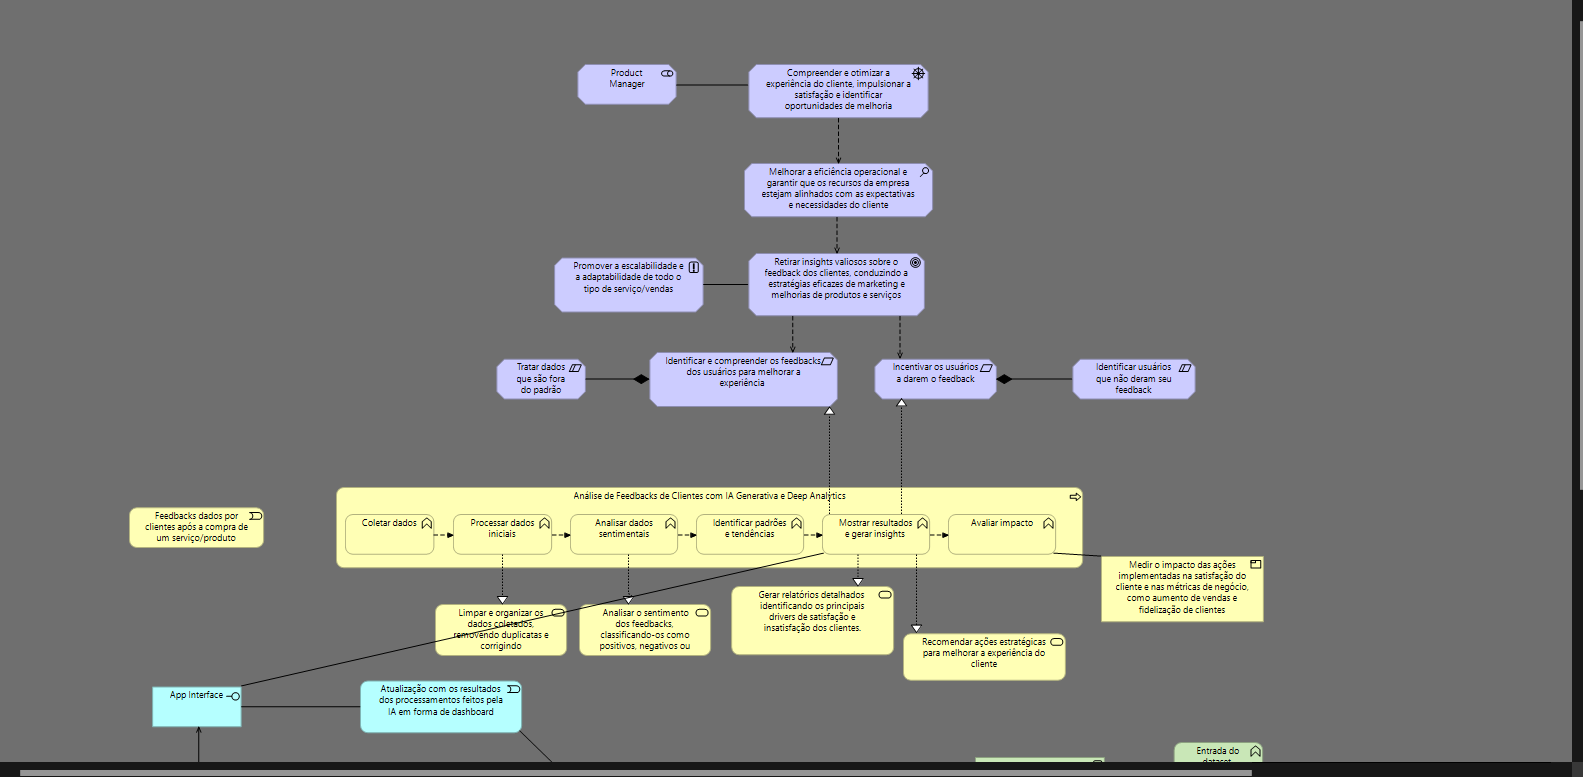 Product
Manager
Compreender e otimizar a
experiência do cliente, impulsionar a
satisfação e identificar
oportunidades de melhoria
Melhorar a eficiência operacional e
garantir que os recursos da empresa
estejam alinhados com as expectativas
e necessidades do cliente
Promover a escalabilidade e
a adaptabilidade de todo o
tipo de serviço/vendas
Retirar insights valiosos sobre o
feedback dos clientes, conduzindo a
estratégias eficazes de marketing e
melhorias de produtos e serviços
Tratar dados
que são fora
do padrão
Identificar e compreender os feedbacks
dos usuários para melhorar a
experiência
Incentivar os usuários
a darem o feedback
Identificar usuários
que não deram seu
feedback
Feedbacks dados por
clientes após a compra de
um serviço/produto
Análise de Feedbacks de Clientes com IA Generativa e Deep Analytics
Coletar dados
Processar dados
iniciais
Analisar dados
sentimentais
Identificar padrões
e tendências
Mostrar resultados
e gerar insights
Avaliar impacto
Medir o impacto das ações
implementadas na satisfação do
cliente e nas métricas de negócio,
como aumento de vendas e
fidelização de clientes
Limpar e organizar os
dados coletados,
removendo duplicatas e
corrigindo
Analisar o sentimento
dos feedbacks,
classificando-os como
positivos, negativos ou
Gerar relatórios detalhados
identificando os principais
drivers de satisfação e
insatisfação dos clientes.
Recomendar ações estratégicas
para melhorar a experiência do
cliente
App Interface
Atualização com os resultados
dos processamentos feitos pela
IA em forma de dashboard
Entrada do
dataset